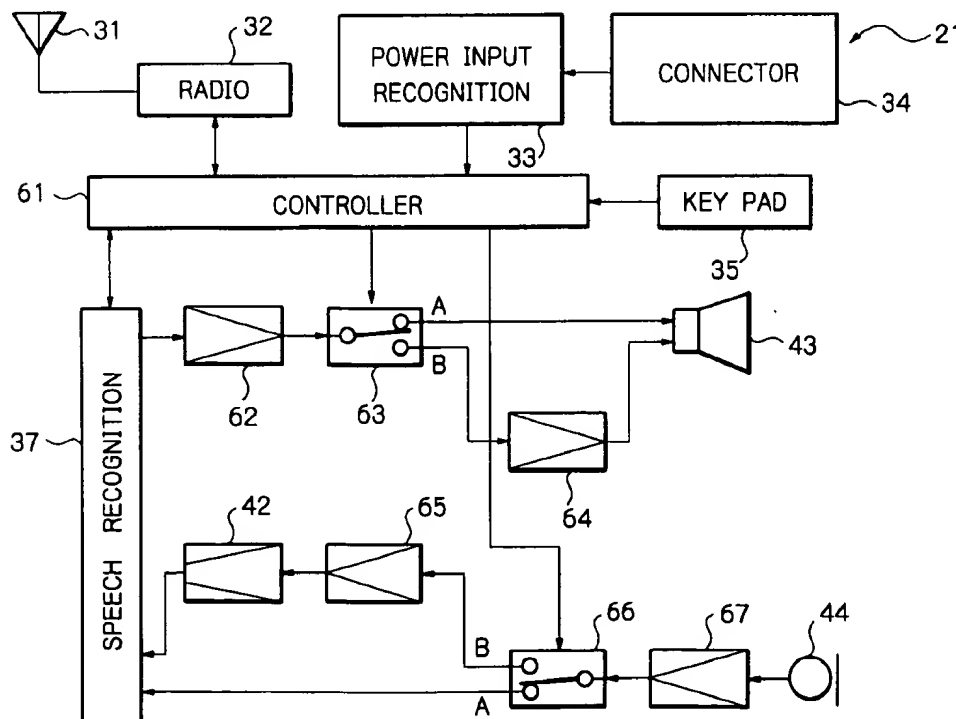 31
32
21
RADIO
POWER INPUT
RECOGNITION
CONNECTOR
34
33
61
CONTROLLER
KEY PAD
35
A
B
43
62
63
37
SPEECH RECOGNITION
64
42
65
B
66
67
44
A